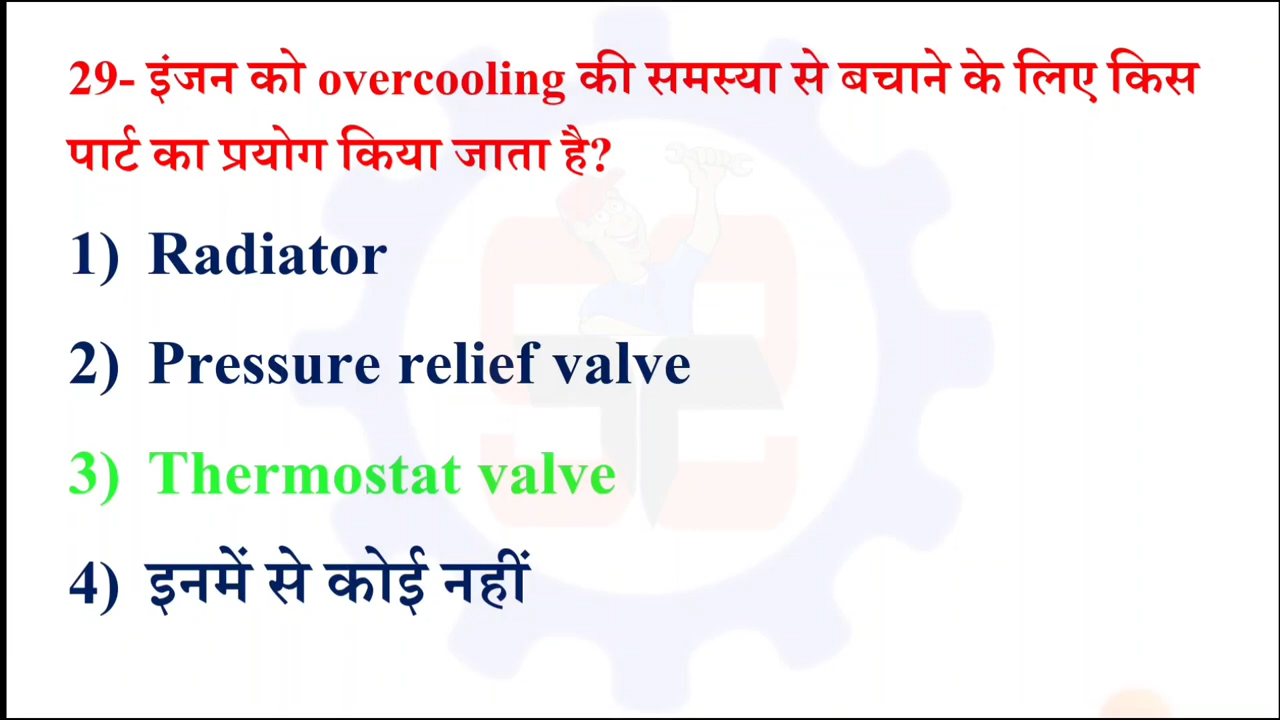 29- इंजन को overcooling की समस्या से बचाने के लिए किस
पार्ट का प्रयोग किया जाता है?
1) Radiator
2) Pressure relief valve
3) Thermostat valve
4) इनमें से कोई नहीं